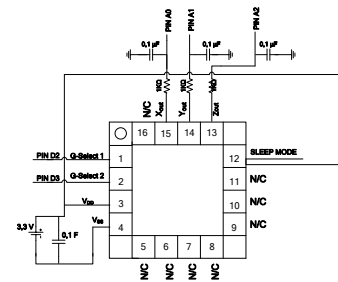 PIN A0
PIN A1
PIN A2
0,1 µF
0,1 µF
0,1 µF
1KΩ
1KΩ
1KΩ
N/C
Xout
Yout
Zout
16
15
14
13
PIN D2
G-Select 1
1
12
SLEEP MODE
PIN D3
G-Select 2
2
11
N/C
VDD
3
10
N/C
3,3 V
0,1 F
VSS
4
9
N/C
5
6
7
8
N/C
N/C
N/C
N/C